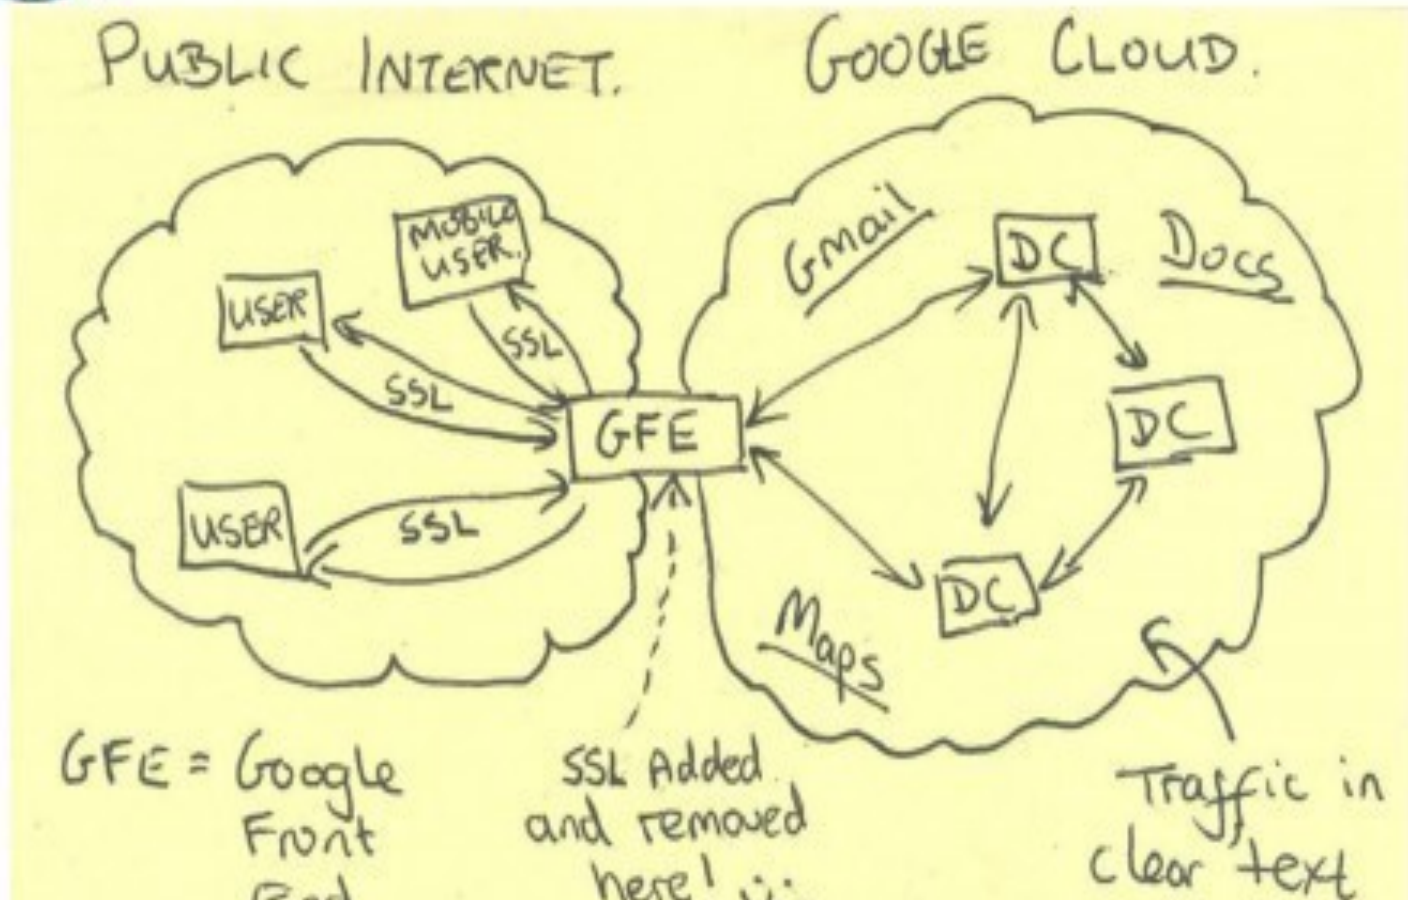 PUBLIC INTERNET.
GOOGLE CLOUD.
MOBILE
USER.
USER
SSL
SSL
USER
SSL
GFE
Gmail
DC
Docs
DC
DC
Maps
GFE = Google
Front
End
SSL Added
and removed
here! :)
Traffic in
clear text